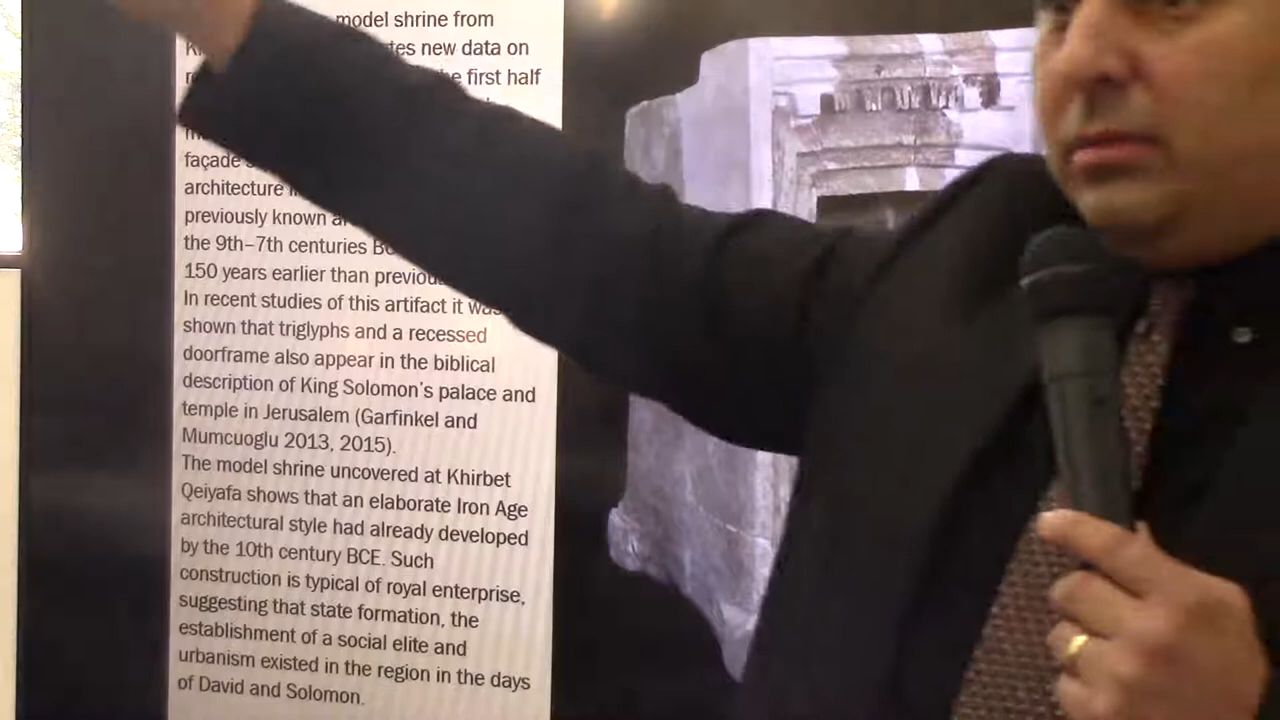 model shrine from
new data on
first half
façade
architecture
previously known
the 9th–7th centuries
150 years earlier than
In recent studies of this artifact it was
shown that triglyphs and a recessed
doorframe also appear in the biblical
description of King Solomon's palace and
temple in Jerusalem (Garfinkel and
Mumcuoglu 2013, 2015).
The model shrine uncovered at Khirbet
Qeiyafa shows that an elaborate Iron Age
architectural style had already developed
by the 10th century BCE. Such
construction is typical of royal enterprise,
suggesting that state formation, the
establishment of a social elite and
urbanism existed in the region in the days
of David and Solomon.